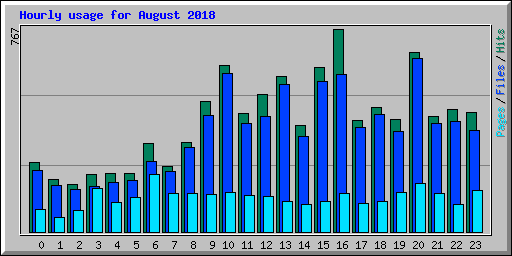 Hourly usage for August 2018
767
Pages / Files / Hits
0 1 2 3 4 5 6 7 8 9 10 11 12 13 14 15 16 17 18 19 20 21 22 23